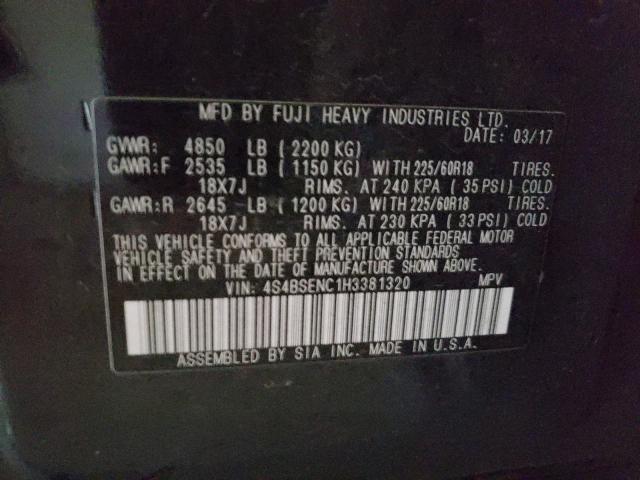 MFD BY FUJI HEAVY INDUSTRIES LTD.
DATE: 03/17
GVWR: 4850 LB ( 2200 KG)
GAWR:F 2535 LB ( 1150 KG) WITH 225/60R18 TIRES.
18X7J RIMS. AT 240 KPA ( 35 PSI) COLD
GAWR:R 2645 LB ( 1200 KG) WITH 225/60R18 TIRES.
18X7J RIMS. AT 230 KPA ( 33 PSI) COLD
THIS VEHICLE CONFORMS TO ALL APPLICABLE FEDERAL MOTOR
VEHICLE SAFETY AND THEFT PREVENTION STANDARDS
IN EFFECT ON THE DATE OF MANUFACTURE SHOWN ABOVE.
VIN: 4S4BSENC1H3381320 MPV
ASSEMBLED BY SIA INC. MADE IN U.S.A.